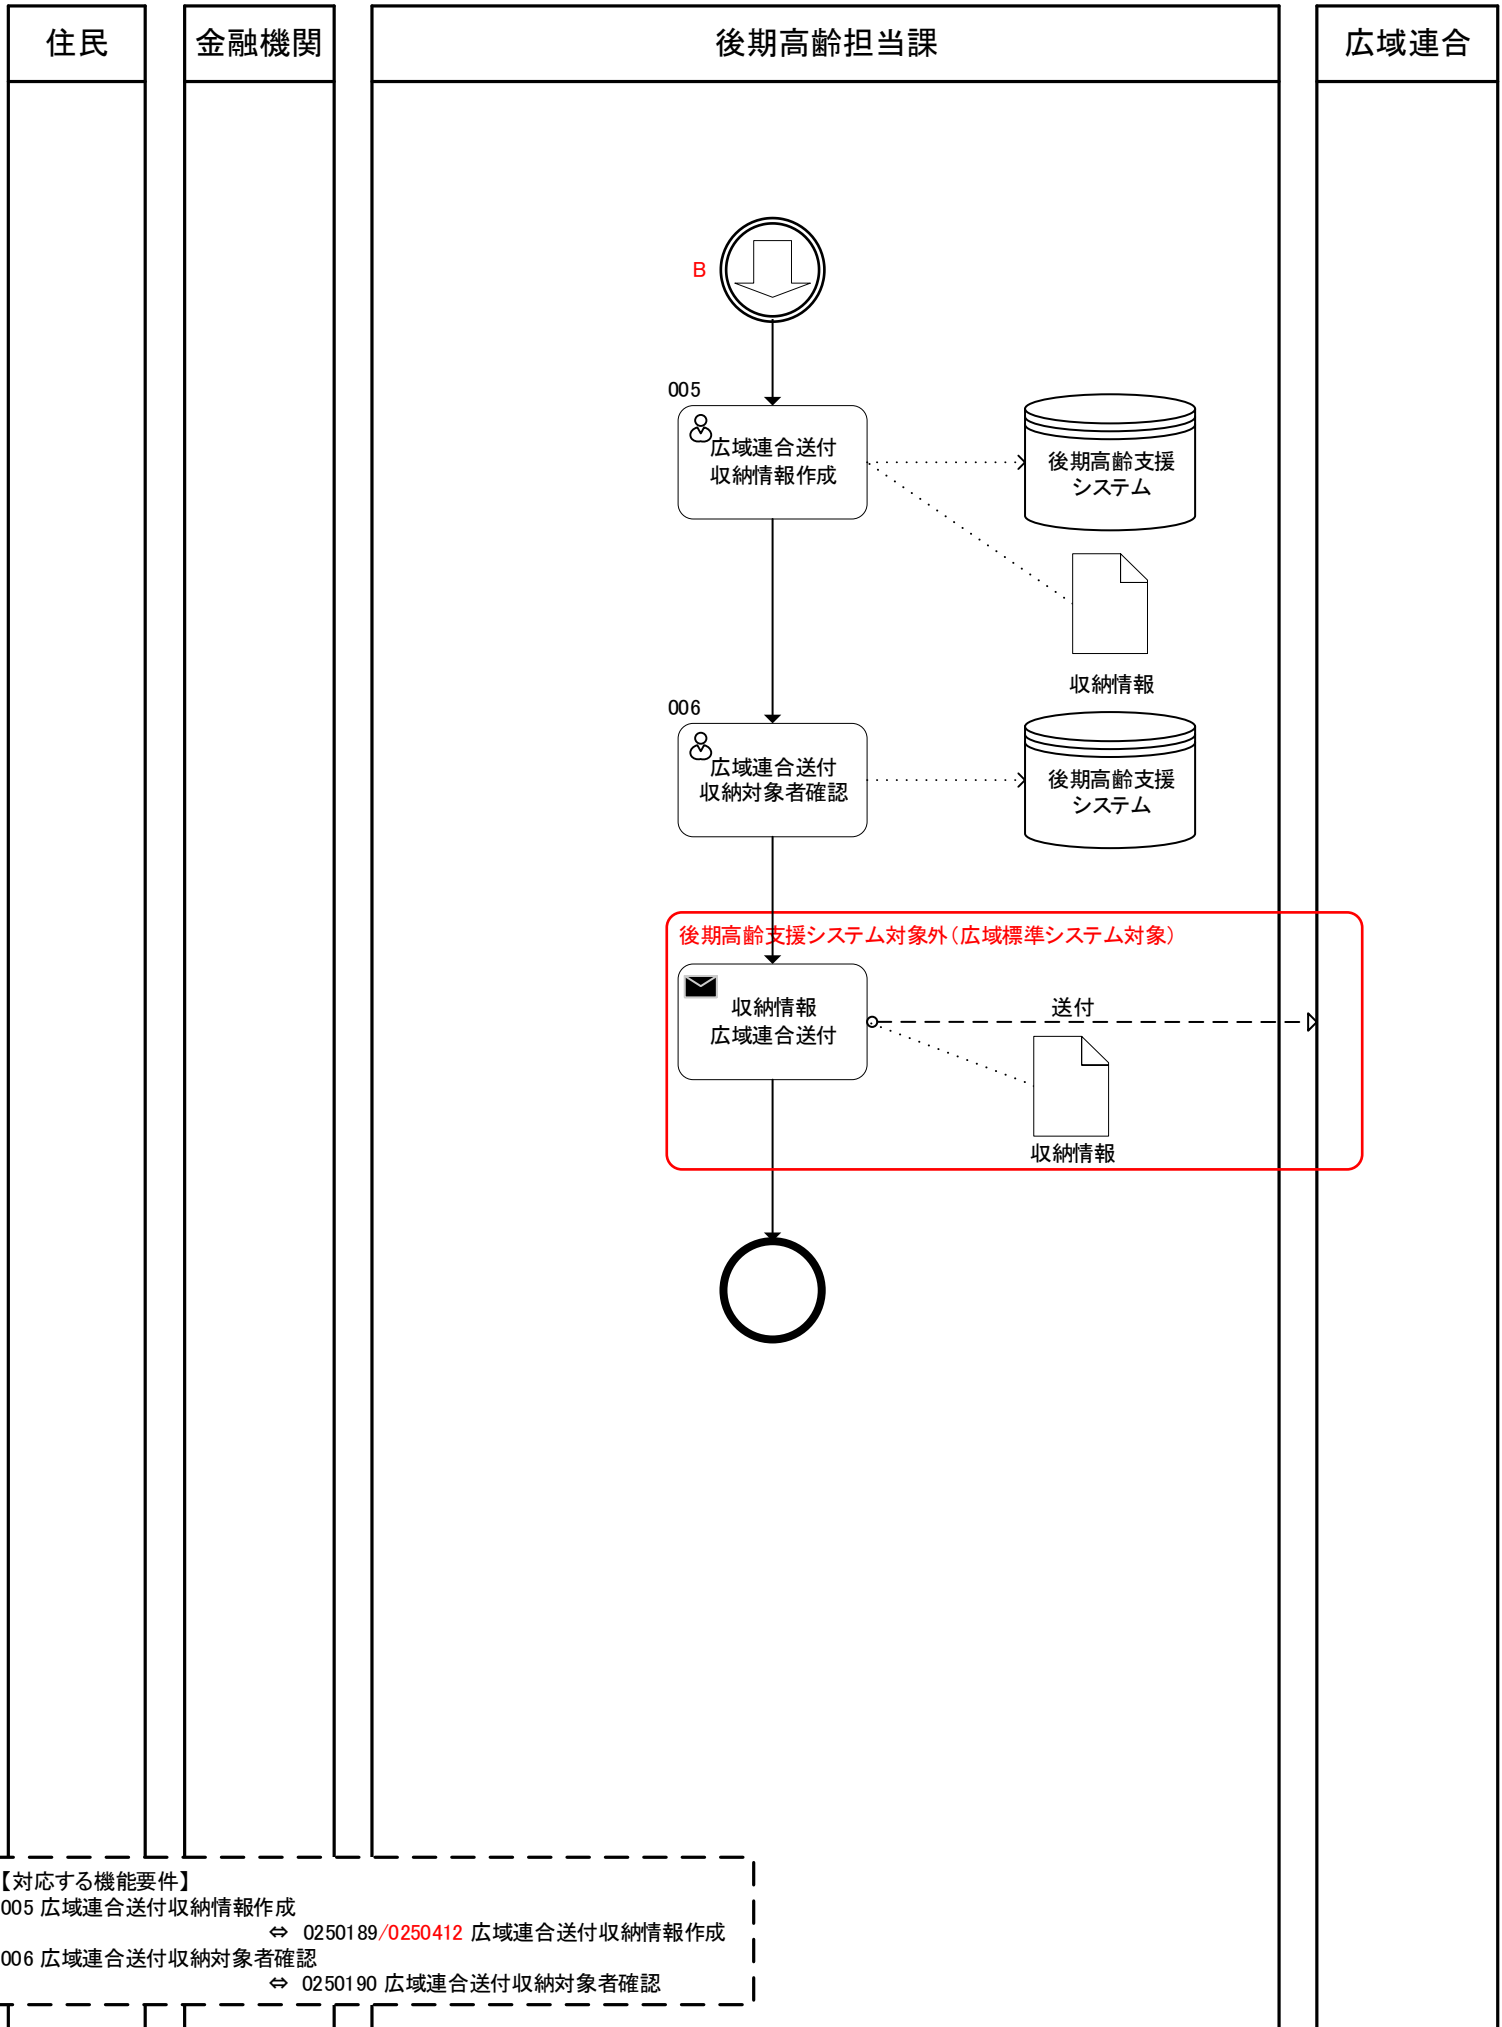 住民
金融機関
後期高齢担当課
広域連合
B
005
広域連合送付
収納情報作成
後期高齢支援
システム
収納情報
006
広域連合送付
収納対象者確認
後期高齢支援
システム
後期高齢支援システム対象外（広域標準システム対象）
収納情報
広域連合送付
送付
収納情報
【対応する機能要件】
005 広域連合送付収納情報作成
⇔ 0250189/0250412 広域連合送付収納情報作成
006 広域連合送付収納対象者確認
⇔ 0250190 広域連合送付収納対象者確認